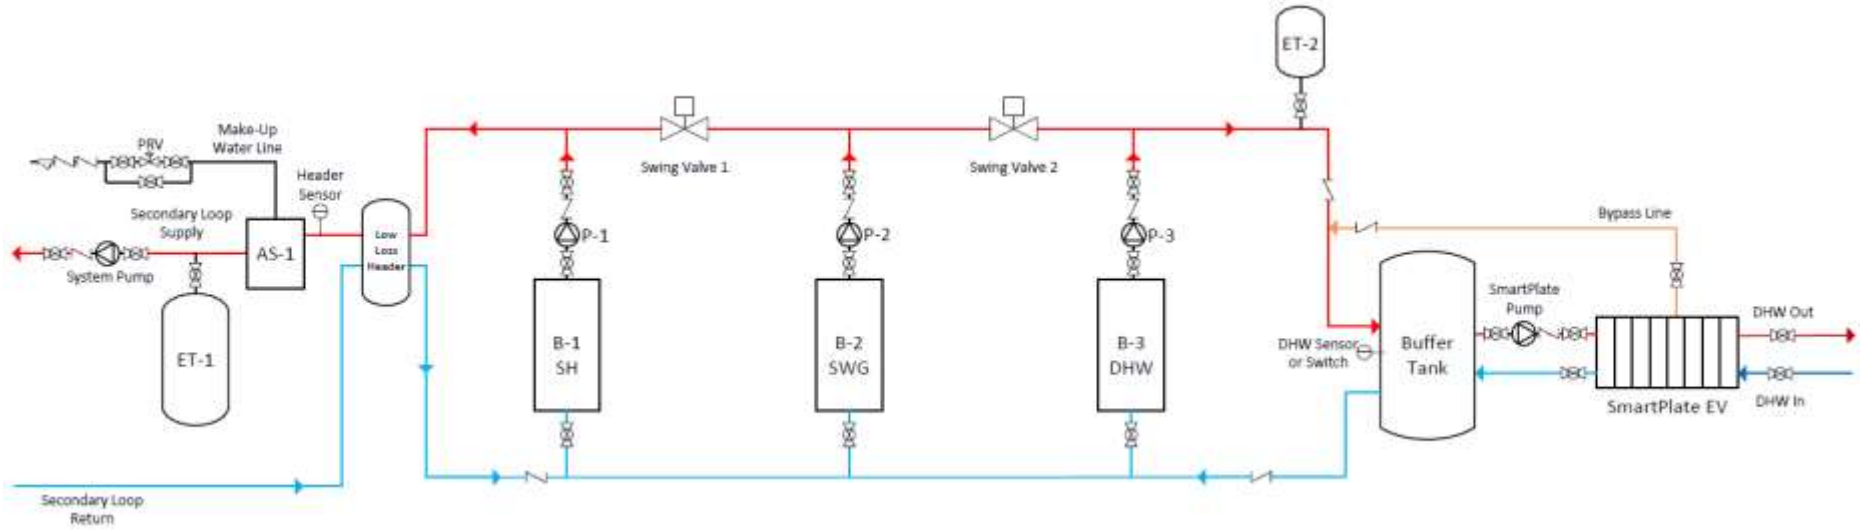 ET-2
Make-Up
Water Line
PRV
Header
Sensor
Swing Valve 1
Swing Valve 2
Secondary Loop
Supply
Low
Loss
Header
P-1
P-2
P-3
Bypass Line
AS-1
System Pump
SmartPlate
Pump
DHW Out
ET-1
B-1
SH
B-2
SWG
B-3
DHW
DHW Sensor
or Switch
Buffer
Tank
SmartPlate EV
DHW In
Secondary Loop
Return